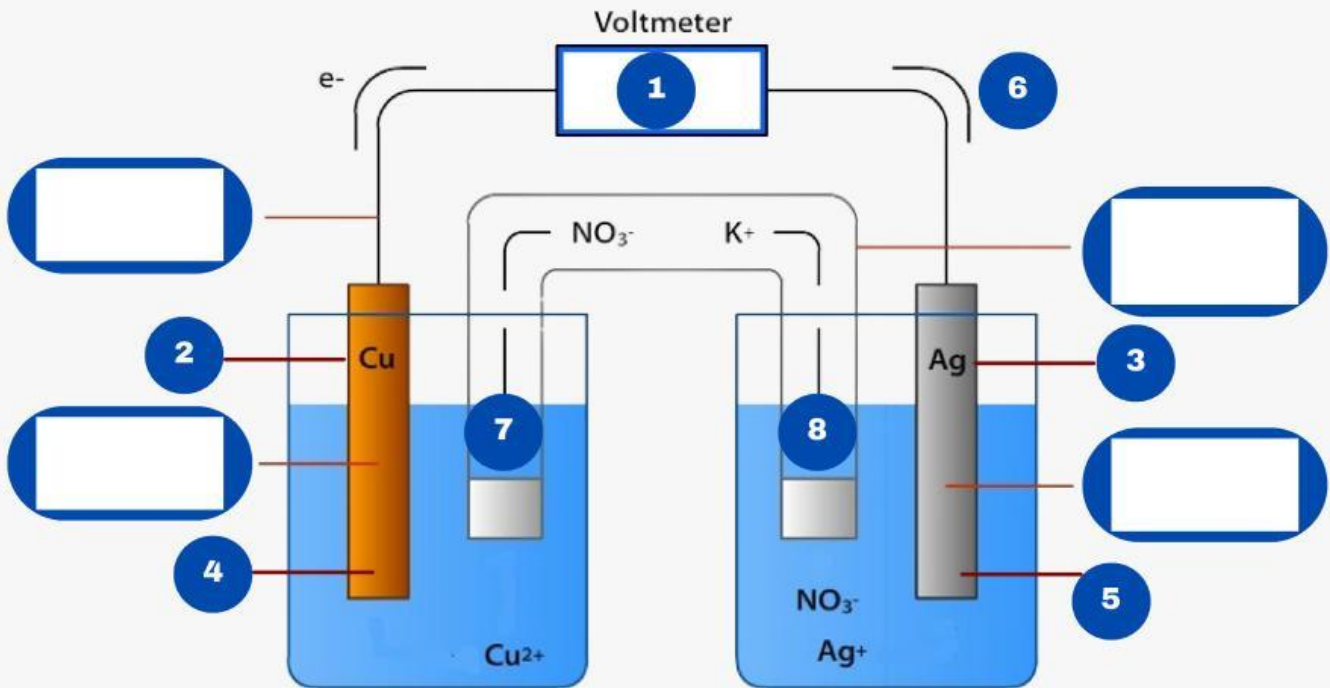 Voltmeter
e-
1
6
NO₃-
K+
2
Cu
Ag
3
7
8
4
5
NO₃-
Cu²⁺
Ag⁺